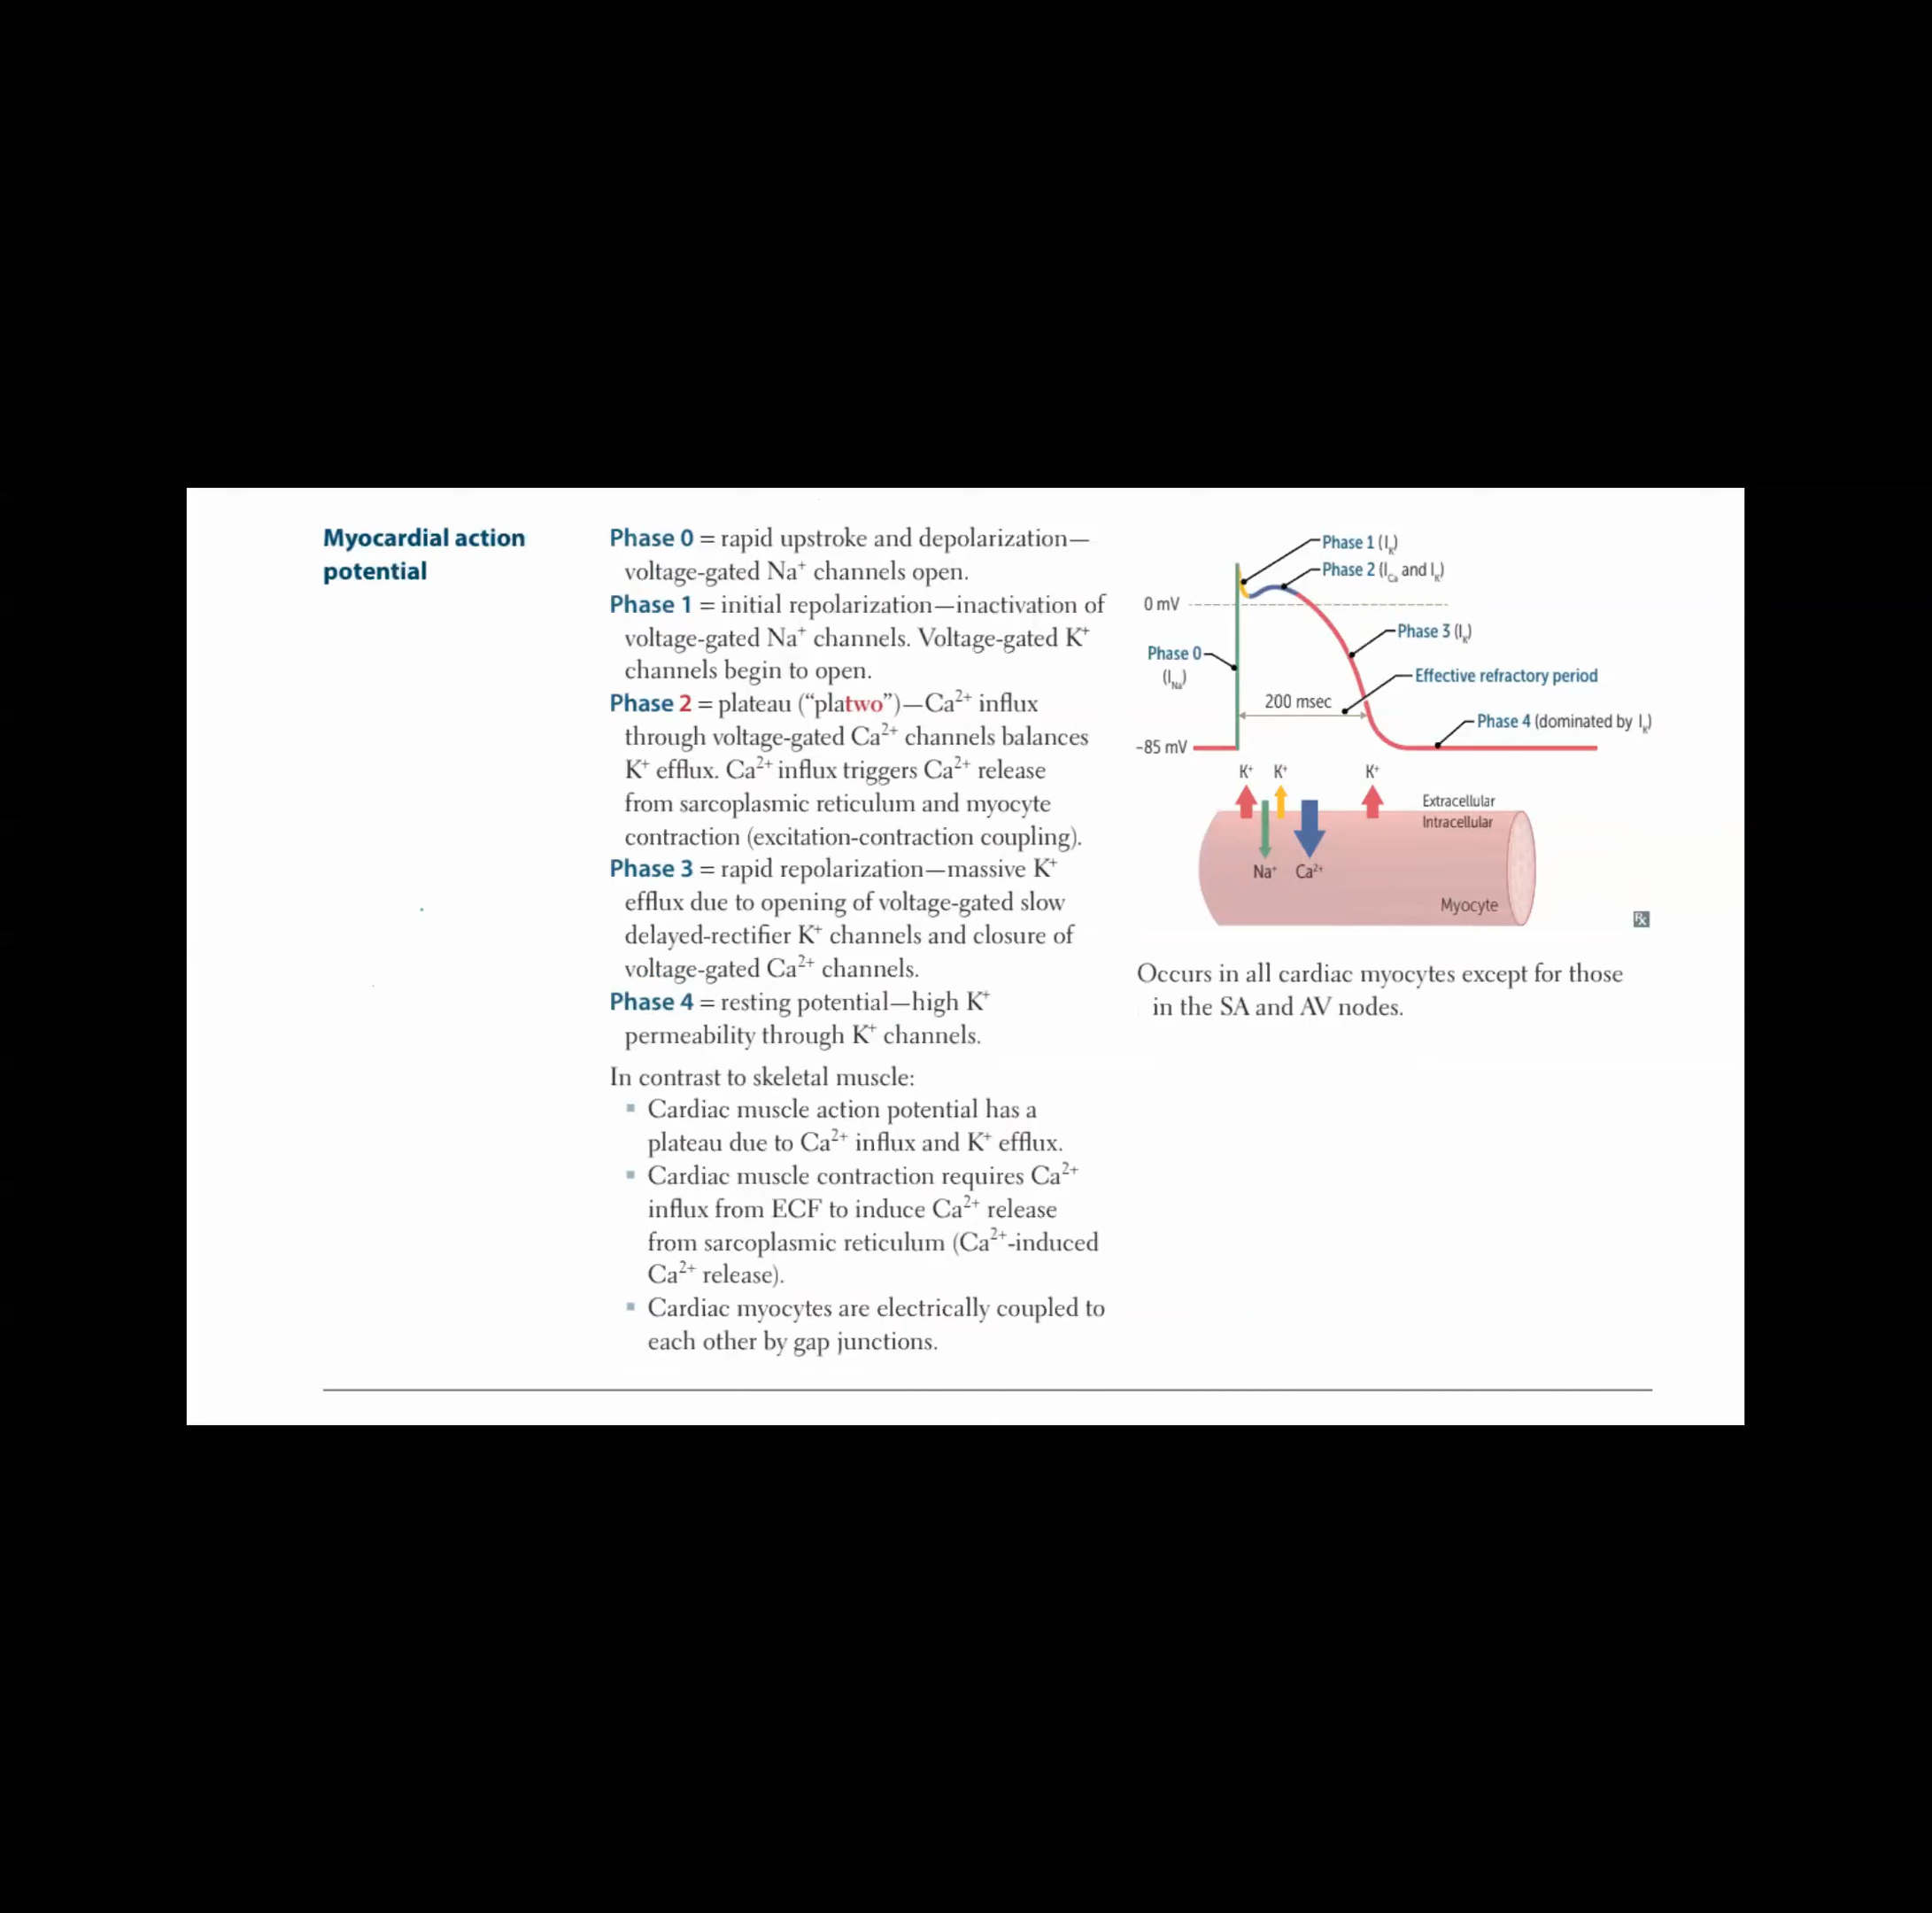 Myocardial action
potential
Phase 0 = rapid upstroke and depolarization—
voltage-gated Na⁺ channels open.
Phase 1 = initial repolarization—inactivation of
voltage-gated Na⁺ channels. Voltage-gated K⁺
channels begin to open.
Phase 2 = plateau (“platwo”)—Ca²⁺ influx
through voltage-gated Ca²⁺ channels balances
K⁺ efflux. Ca²⁺ influx triggers Ca²⁺ release
from sarcoplasmic reticulum and myocyte
contraction (excitation-contraction coupling).
Phase 3 = rapid repolarization—massive K⁺
efflux due to opening of voltage-gated slow
delayed-rectifier K⁺ channels and closure of
voltage-gated Ca²⁺ channels.
Phase 4 = resting potential—high K⁺
permeability through K⁺ channels.
In contrast to skeletal muscle:
▪ Cardiac muscle action potential has a
plateau due to Ca²⁺ influx and K⁺ efflux.
▪ Cardiac muscle contraction requires Ca²⁺
influx from ECF to induce Ca²⁺ release
from sarcoplasmic reticulum (Ca²⁺-induced
Ca²⁺ release).
▪ Cardiac myocytes are electrically coupled to
each other by gap junctions.
Phase 1 (I_K)
Phase 2 (I_Ca and I_K)
0 mV
Phase 3 (I_K)
Phase 0
(I_Na)
Effective refractory period
200 msec
Phase 4 (dominated by I_K)
–85 mV
K⁺ K⁺ K⁺
Extracellular
Intracellular
Na⁺ Ca²⁺
Myocyte
Rx
Occurs in all cardiac myocytes except for those
in the SA and AV nodes.